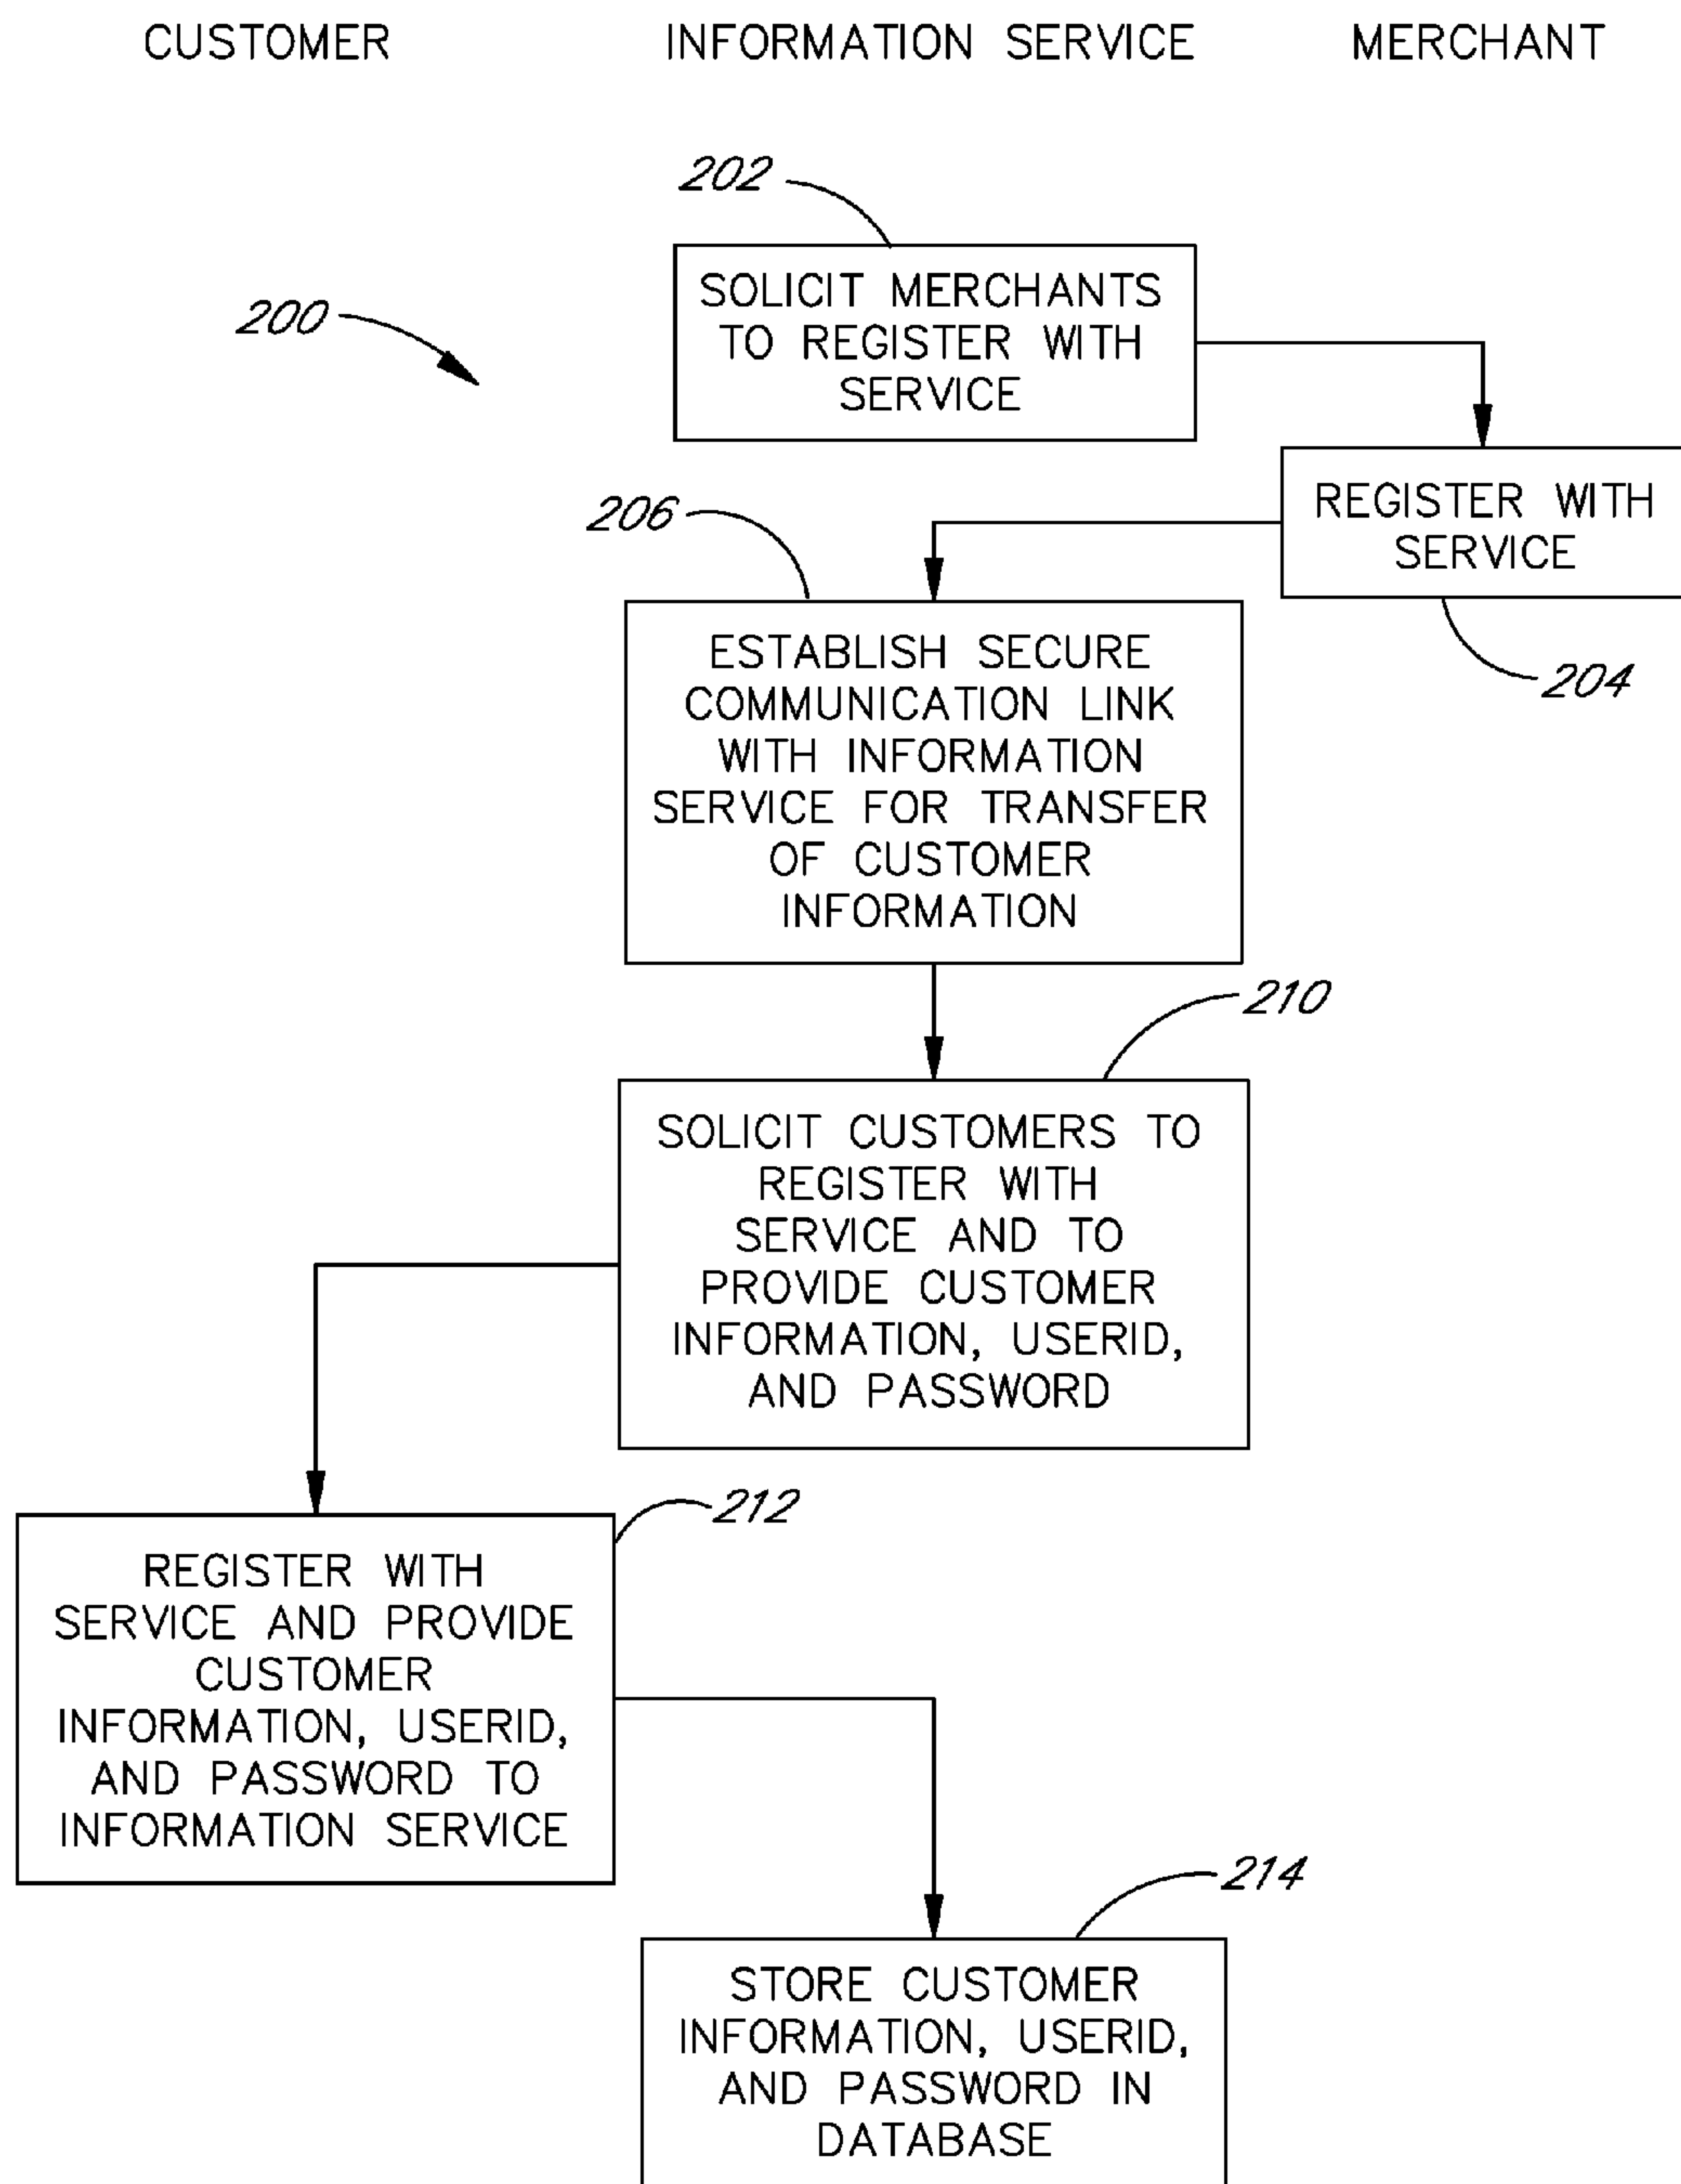 CUSTOMER INFORMATION SERVICE MERCHANT
202
SOLICIT MERCHANTS
TO REGISTER WITH
SERVICE
200
REGISTER WITH
SERVICE
204
206
ESTABLISH SECURE
COMMUNICATION LINK
WITH INFORMATION
SERVICE FOR TRANSFER
OF CUSTOMER
INFORMATION
210
SOLICIT CUSTOMERS TO
REGISTER WITH
SERVICE AND TO
PROVIDE CUSTOMER
INFORMATION, USERID,
AND PASSWORD
212
REGISTER WITH
SERVICE AND PROVIDE
CUSTOMER
INFORMATION, USERID,
AND PASSWORD TO
INFORMATION SERVICE
214
STORE CUSTOMER
INFORMATION, USERID,
AND PASSWORD IN
DATABASE